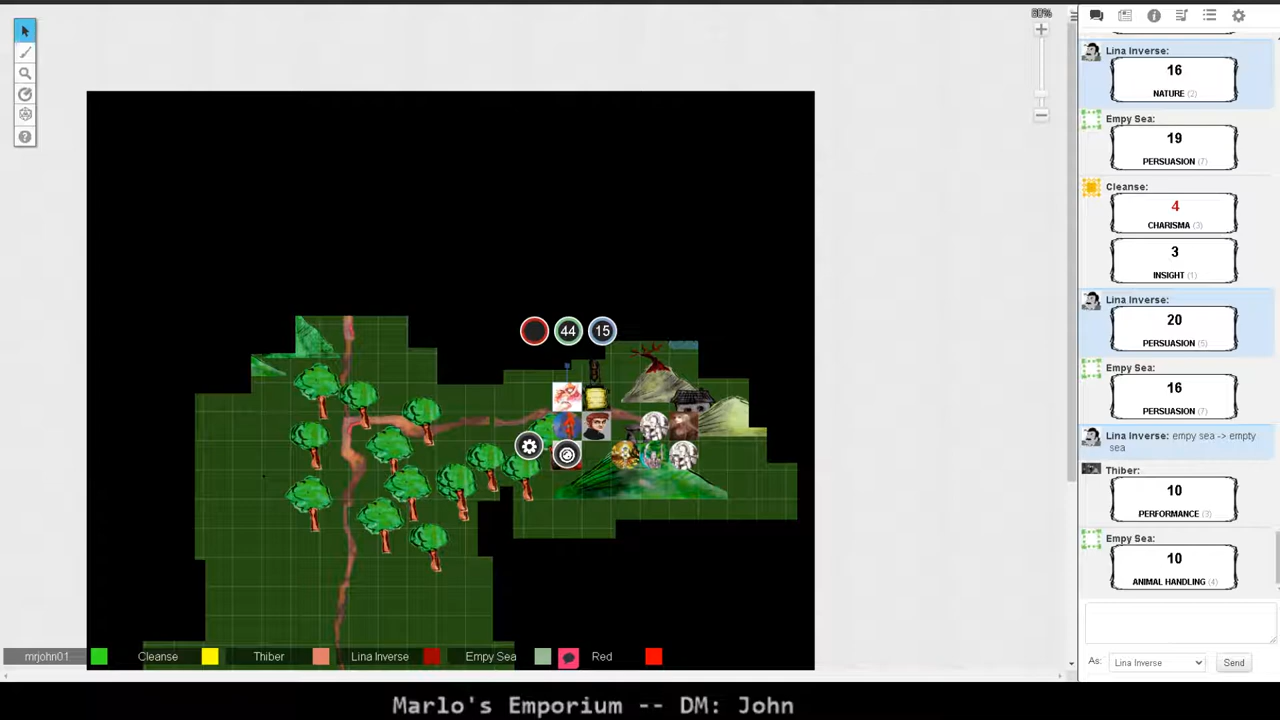 80%
Lina Inverse:
16
NATURE (2)
Empy Sea:
19
PERSUASION (7)
Cleanse:
4
CHARISMA (3)
3
INSIGHT (1)
Lina Inverse:
20
PERSUASION (5)
Empy Sea:
16
PERSUASION (7)
Lina Inverse: empy sea -> empty
sea
Thiber:
10
PERFORMANCE (3)
Empy Sea:
10
ANIMAL HANDLING (4)
44 15
mrjohn01 Cleanse Thiber Lina Inverse Empy Sea Red
As: Lina Inverse Send
Marlo's Emporium -- DM: John